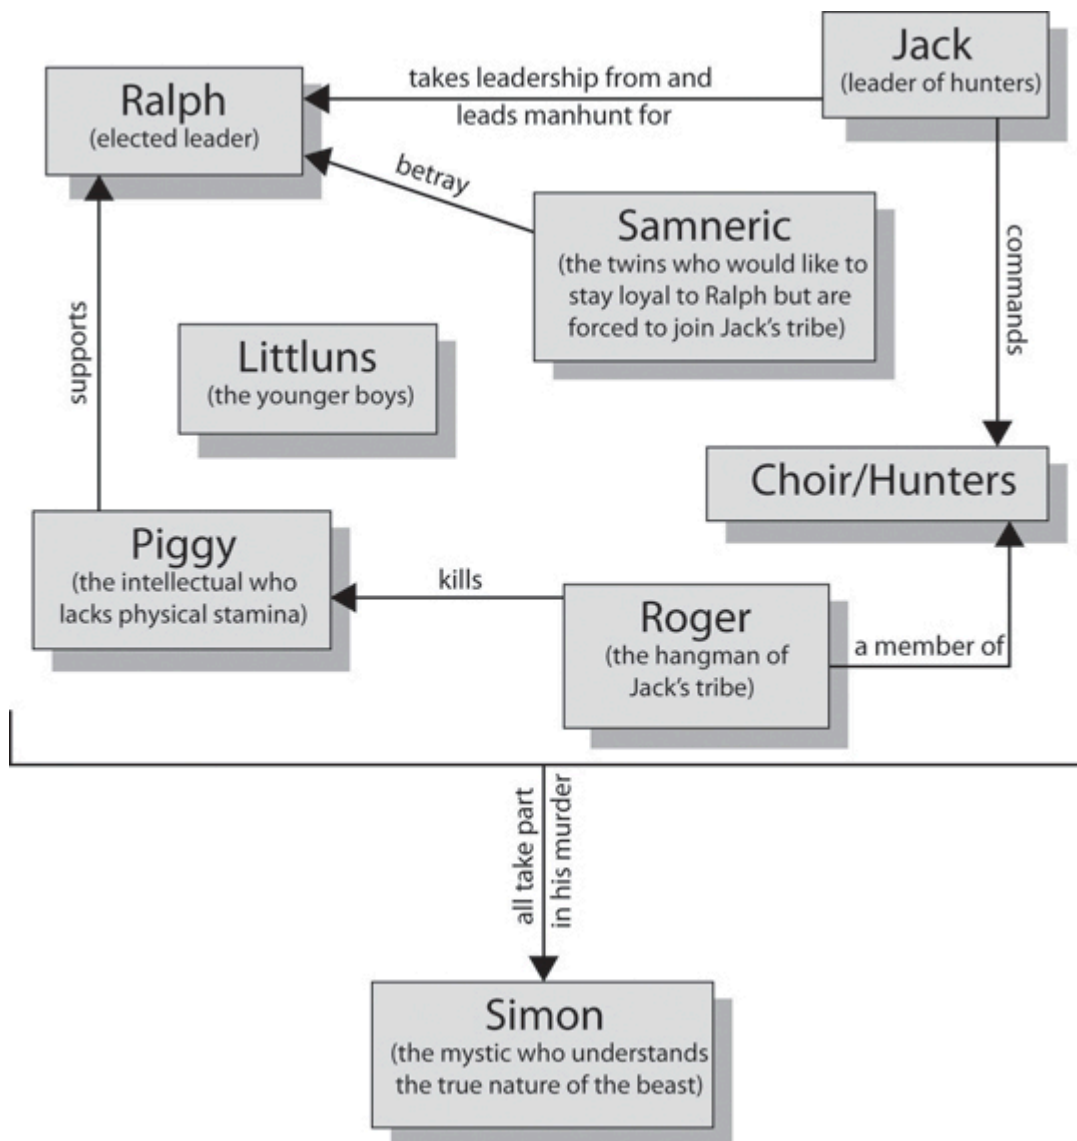 Jack
(leader of hunters)
takes leadership from and
leads manhunt for
Ralph
(elected leader)
betray
Samneric
(the twins who would like to
stay loyal to Ralph but are
forced to join Jack's tribe)
commands
supports
Littluns
(the younger boys)
Choir/Hunters
Piggy
(the intellectual who
lacks physical stamina)
kills
Roger
(the hangman of
Jack's tribe)
a member of
all take part
in his murder
Simon
(the mystic who understands
the true nature of the beast)